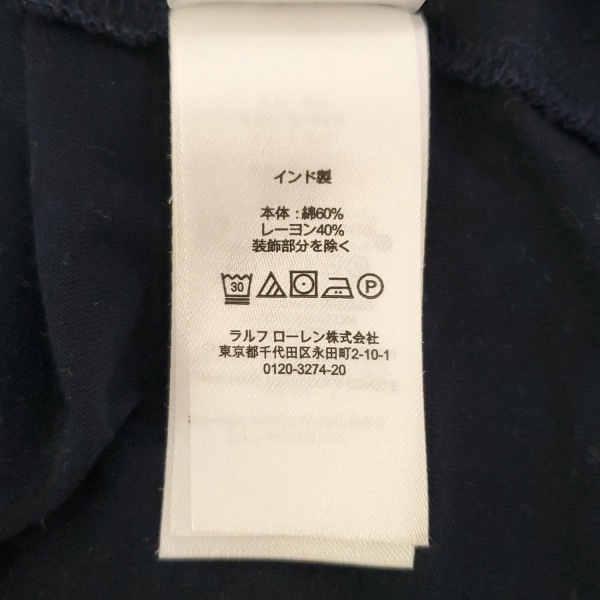 インド製
本体:綿60%
レーヨン40%
装飾部分を除く
30 P
ラルフ ローレン株式会社
東京都千代田区永田町2-10-1
0120-3274-20